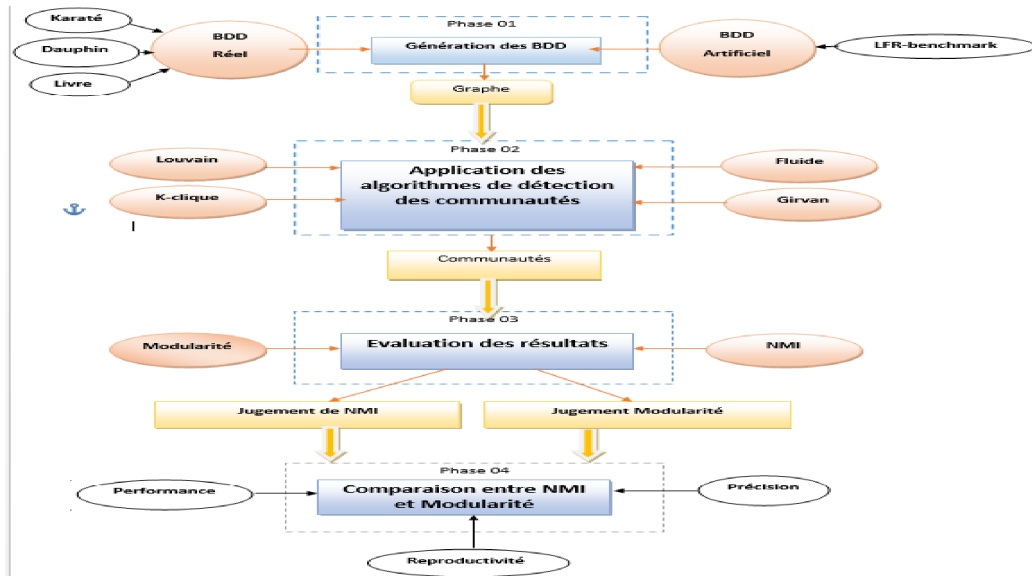 Karaté
Phase 01
BDD
Réel
Génération des BDD
BDD
Artificiel
Dauphin
LFR-benchmark
Livre
Graphe
Phase 02
Louvain
Application des
algorithmes de détection
des communautés
Fluide
K-clique
Girvan
Communautés
Phase 03
Modularité
Evaluation des résultats
NMI
Jugement de NMI
Jugement Modularité
Phase 04
Performance
Comparaison entre NMI
et Modularité
Précision
Reproductivité